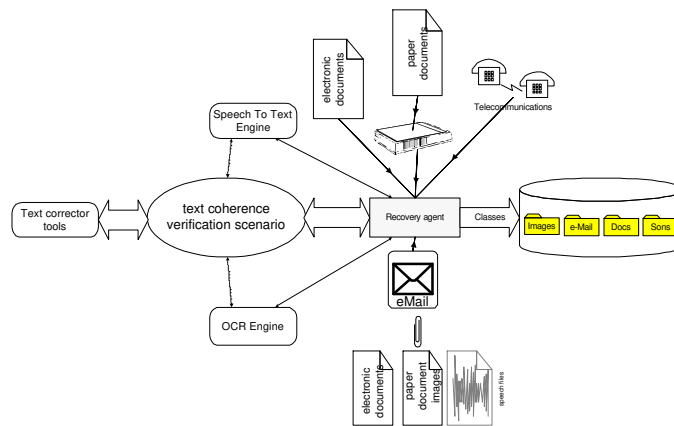 electronic
documents
paper
documents
Telecommunications
Speech To Text
Engine
Text corrector
tools
text coherence
verification scenario
Recovery agent
Classes
Images
e-Mail
Docs
Sons
eMail
OCR Engine
electronic
documents
paper
document
images
speech files